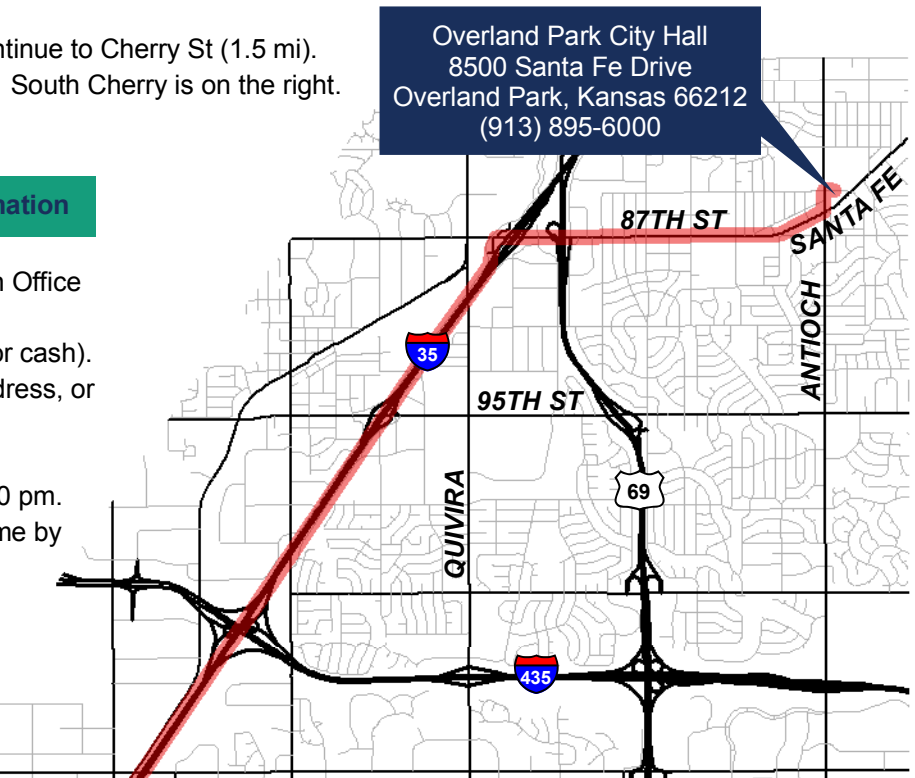 ntinue to Cherry St (1.5 mi).
South Cherry is on the right.
Overland Park City Hall
8500 Santa Fe Drive
Overland Park, Kansas 66212
(913) 895-6000
nation
n Office
or cash).
dress, or
0 pm.
me by
87TH ST
SANTA FE
ANTIOCH
35
95TH ST
69
QUIVIRA
435